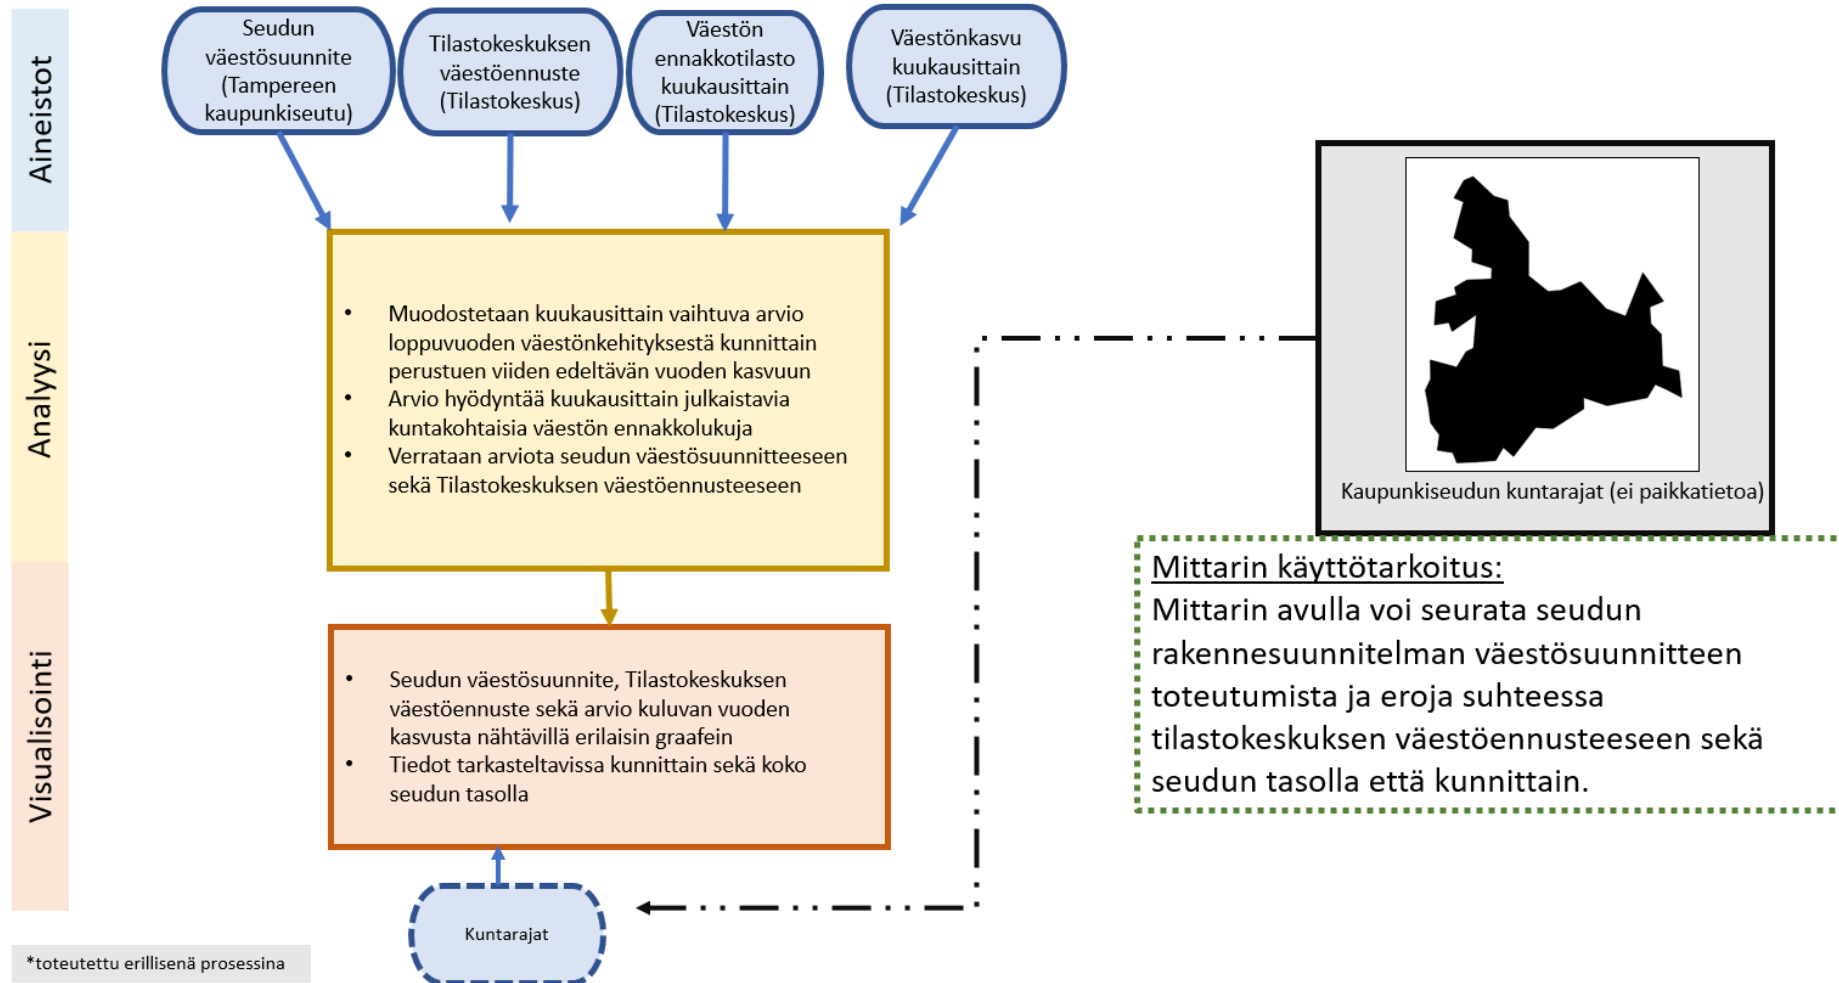 Aineistot
Seudun
väestösuunnite
(Tampereen
kaupunkiseutu)
Tilastokeskuksen
väestöennuste
(Tilastokeskus)
Väestön
ennakkotilasto
kuukausittain
(Tilastokeskus)
Väestönkasvu
kuukausittain
(Tilastokeskus)
Analyysi
• Muodostetaan kuukausittain vaihtuva arvio
loppuvuoden väestönkehityksestä kunnittain
perustuen viiden edeltävän vuoden kasvuun
• Arvio hyödyntää kuukausittain julkaistavia
kuntakohtaisia väestön ennakkolukuja
• Verrataan arviota seudun väestösuunnitteeseen
sekä Tilastokeskuksen väestöennusteeseen
Kaupunkiseudun kuntarajat (ei paikkatietoa)
Mittarin käyttötarkoitus:
Mittarin avulla voi seurata seudun
rakennesuunnitelman väestösuunnitteen
toteutumista ja eroja suhteessa
tilastokeskuksen väestöennusteeseen sekä
seudun tasolla että kunnittain.
Visualisointi
• Seudun väestösuunnite, Tilastokeskuksen
väestöennuste sekä arvio kuluvan vuoden
kasvusta nähtävillä erilaisin graafein
• Tiedot tarkasteltavissa kunnittain sekä koko
seudun tasolla
Kuntarajat
*toteutettu erillisenä prosessina